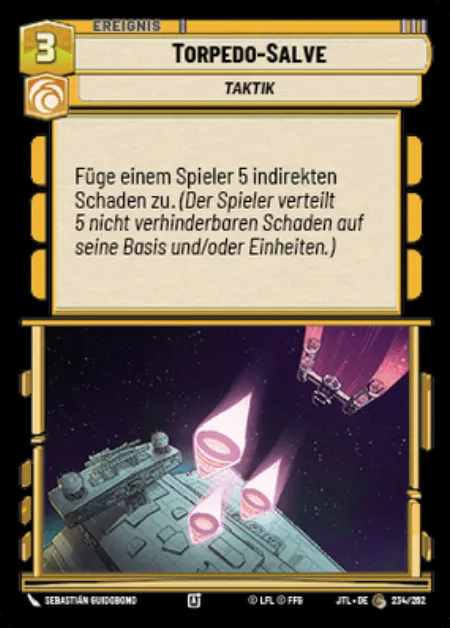 EREIGNIS
3
TORPEDO-SALVE
TAKTIK
Füge einem Spieler 5 indirekten
Schaden zu. (Der Spieler verteilt
5 nicht verhinderbaren Schaden auf
seine Basis und/oder Einheiten.)
SEBASTIÁN GUIDOBONO
A
© LFL © FFG
JTL • DE
C
234/262